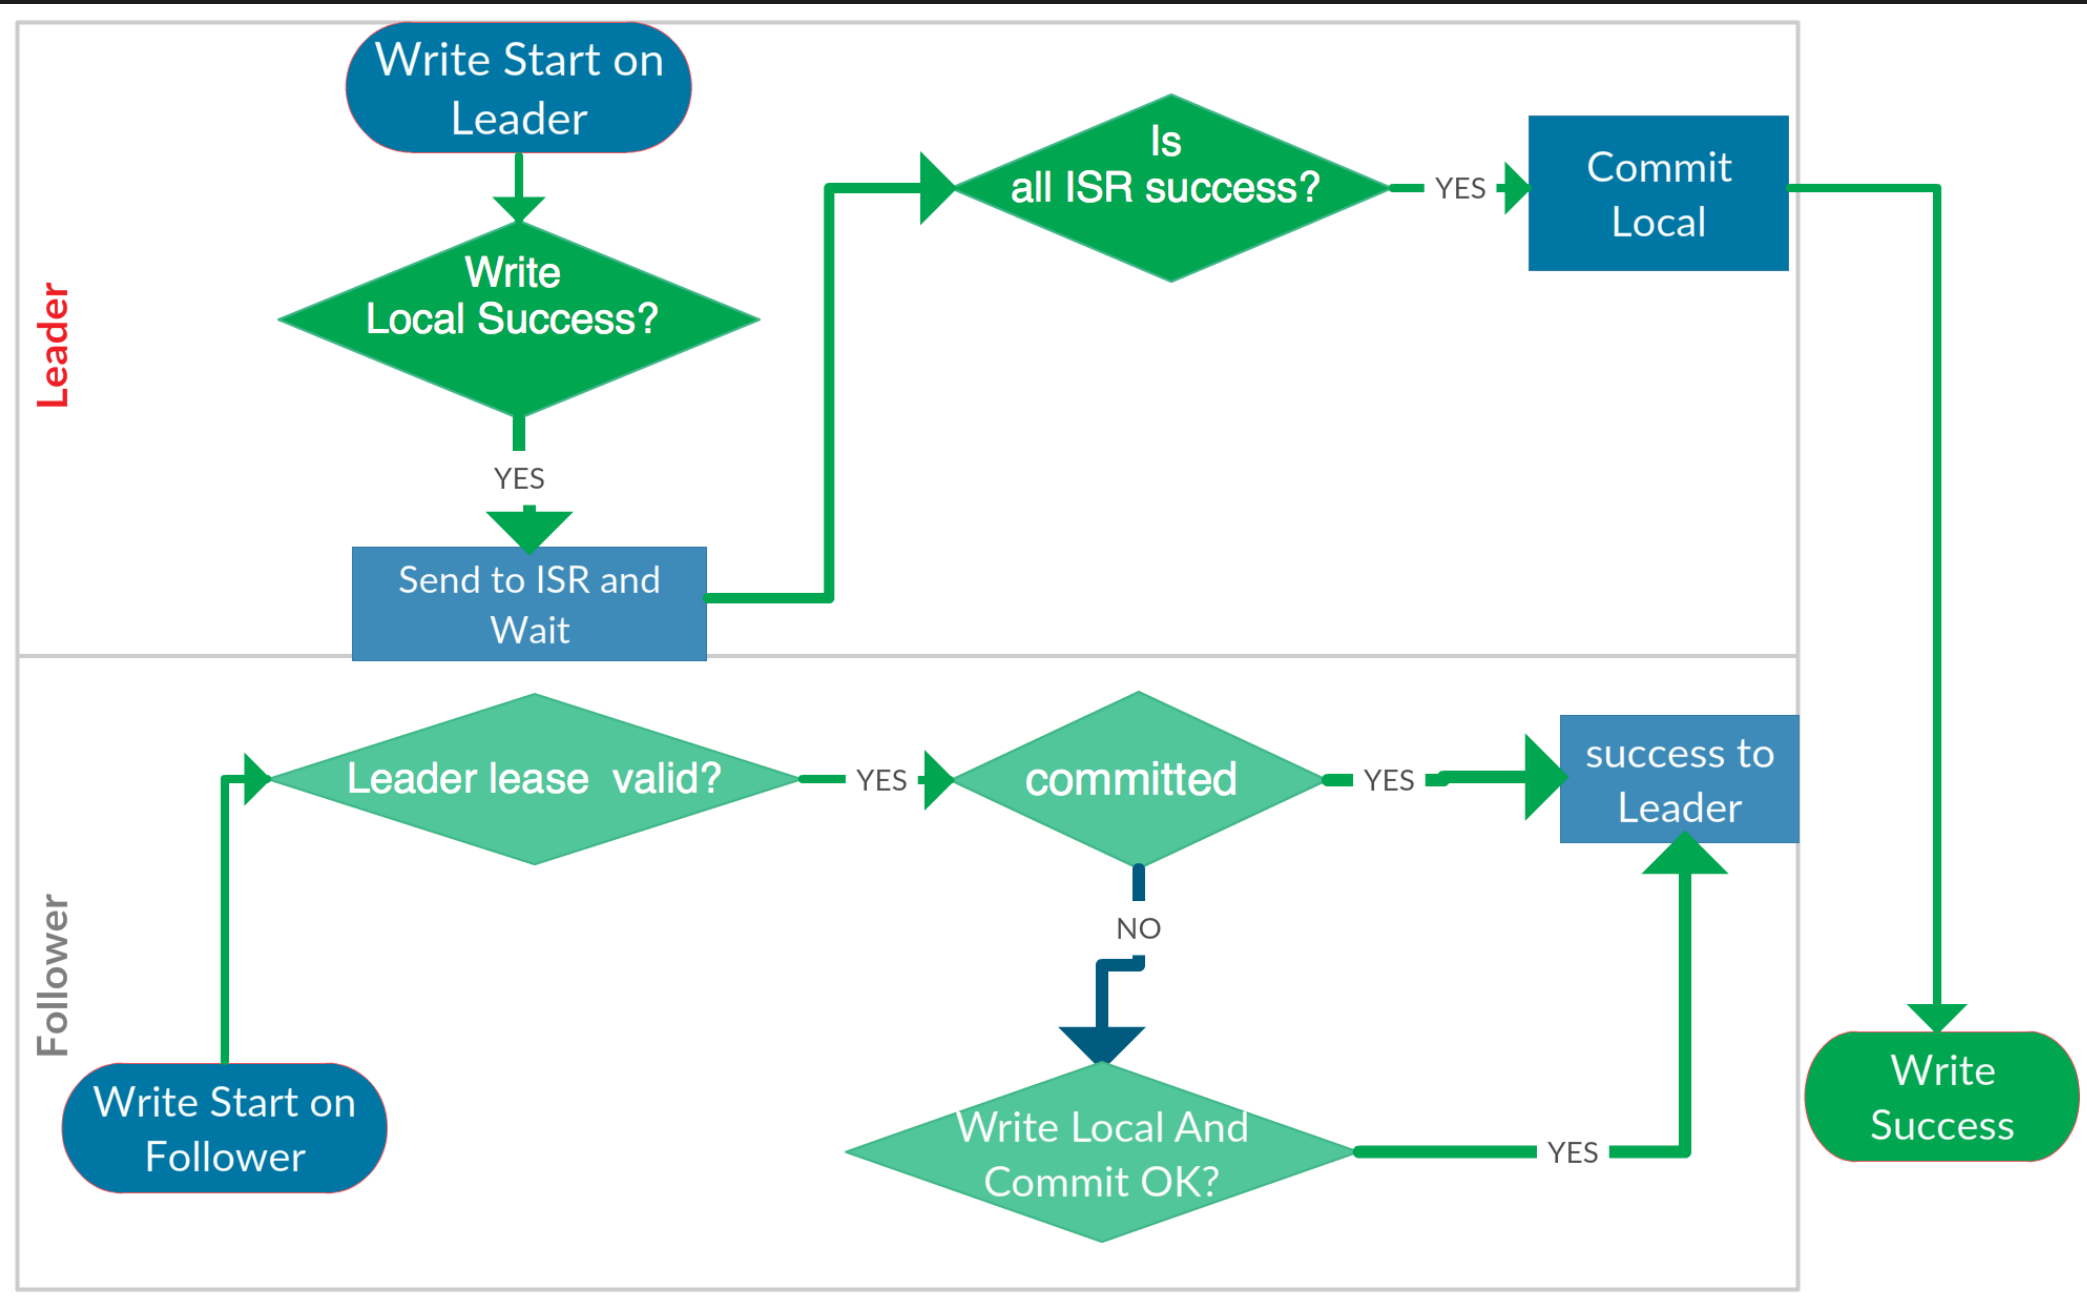 Leader
Write Start on
Leader
Write
Local Success?
YES
Send to ISR and
Wait
Is
all ISR success?
YES
Commit
Local
Follower
Write Start on
Follower
Leader lease  valid?
YES
committed
YES
success to
Leader
NO
Write Local And
Commit OK?
YES
Write
Success